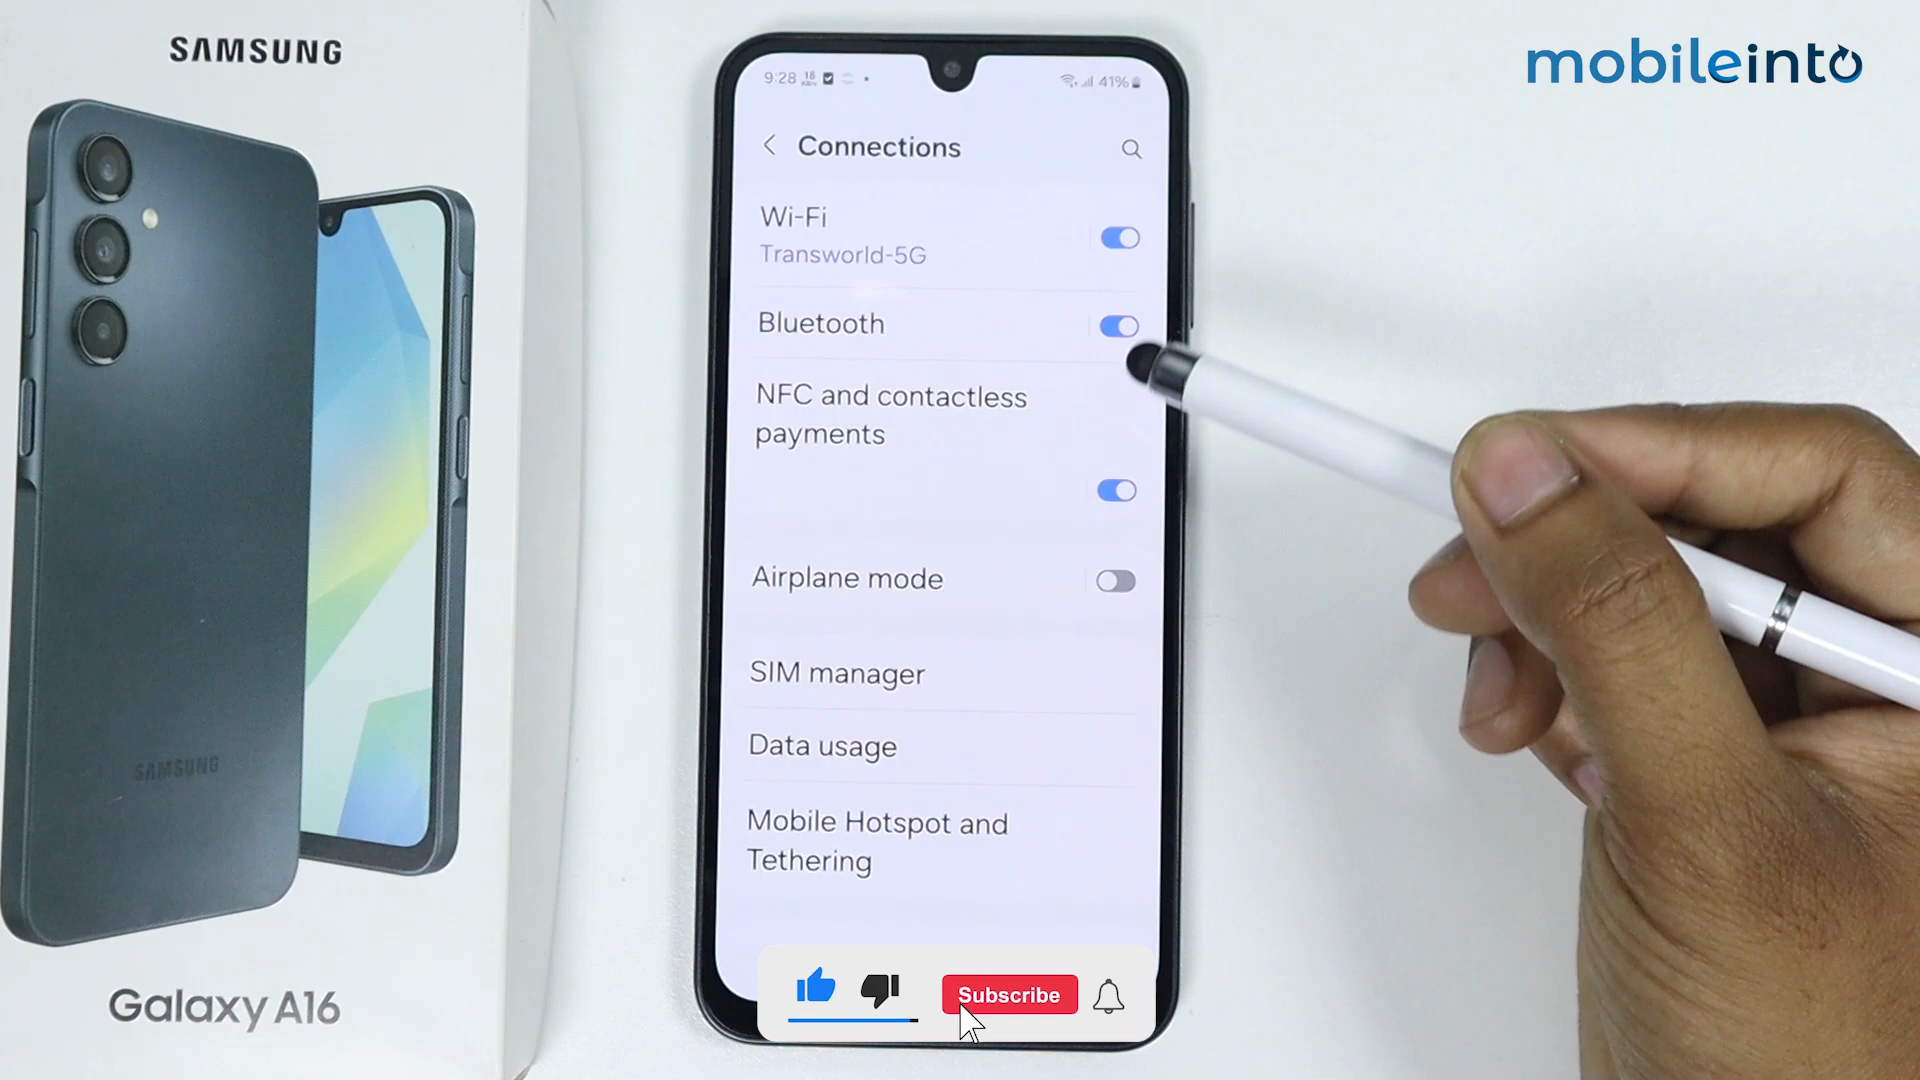 SAMSUNG
SAMSUNG
Galaxy A16
9:28
41%
Connections
Wi-Fi
Transworld-5G
Bluetooth
NFC and contactless
payments
Airplane mode
SIM manager
Data usage
Mobile Hotspot and
Tethering
Subscribe
mobileinto